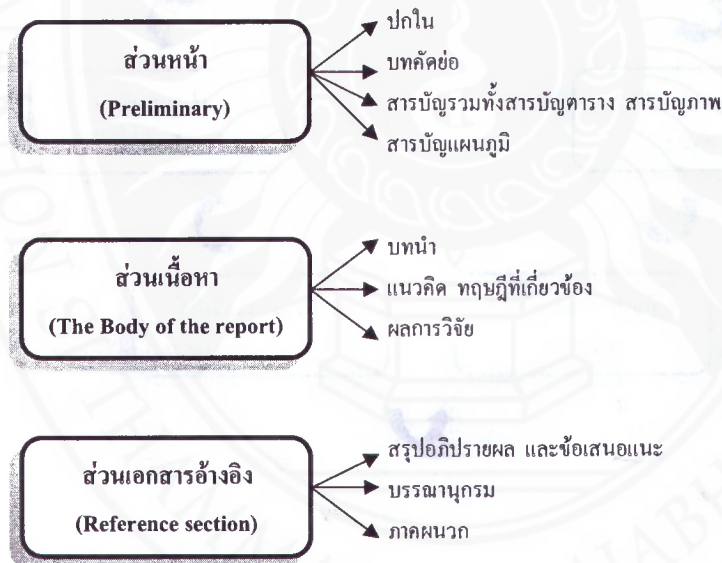 ส่วนหน้า
(Preliminary)
ปกใน
บทคัดย่อ
สารบัญรวมทั้งสารบัญตาราง สารบัญภาพ
สารบัญแผนภูมิ
ส่วนเนื้อหา
(The Body of the report)
บทนำ
แนวคิด ทฤษฎีที่เกี่ยวข้อง
ผลการวิจัย
ส่วนเอกสารอ้างอิง
(Reference section)
สรุปอภิปรายผล และข้อเสนอแนะ
บรรณานุกรม
ภาคผนวก